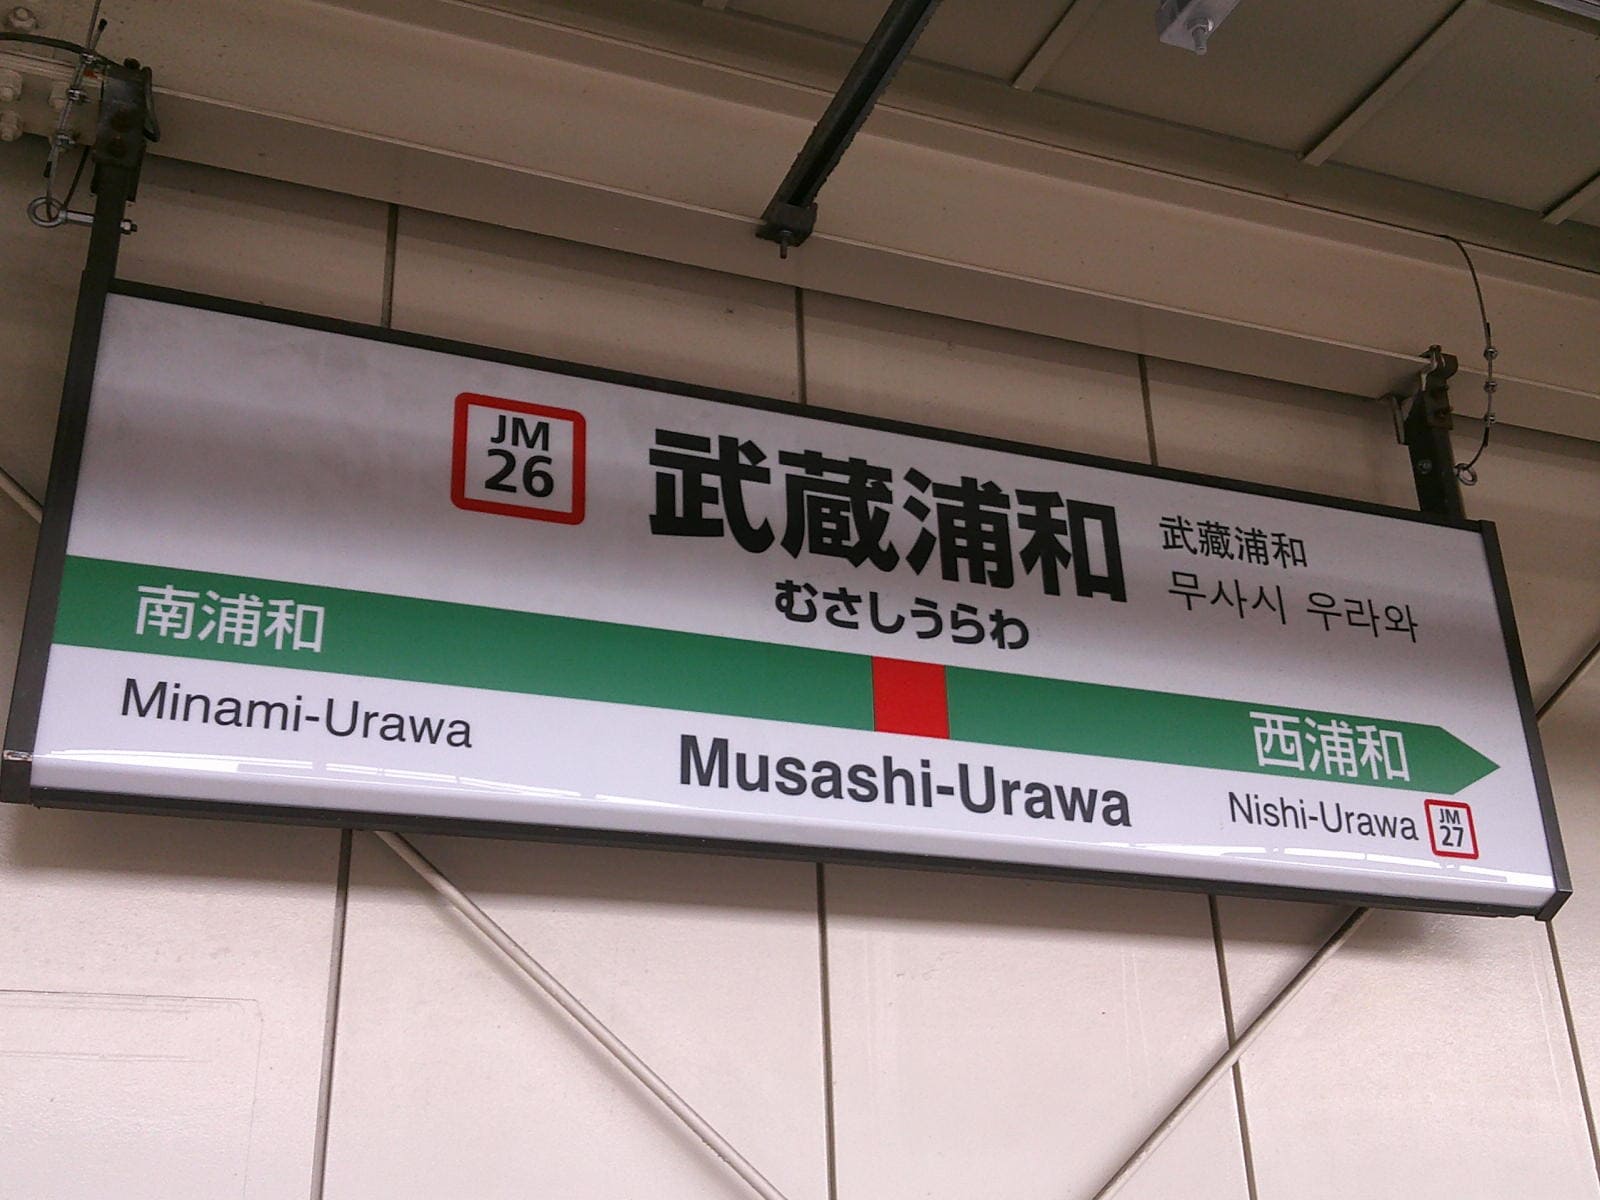 JM
26
武蔵浦和
むさしうらわ
武藏浦和
무사시 우라와
南浦和
西浦和
Minami-Urawa
Musashi-Urawa
Nishi-Urawa
JM
27